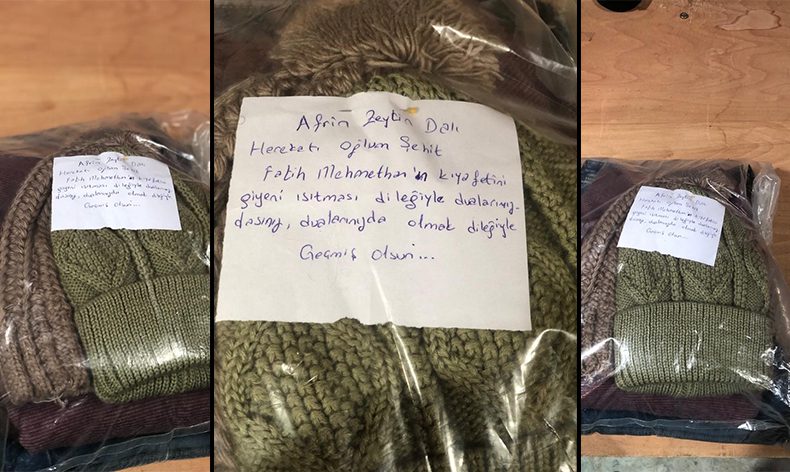 Afrin Zeytin Dalı
Herekatı Oğlum Şehit
Fatih Mehmethan'ın kıyafetini
giyeni ısıtması dileğiyle dualarınız-
dasınız, dualarınızda olmak dileğiyle
Geçmiş Olsun...